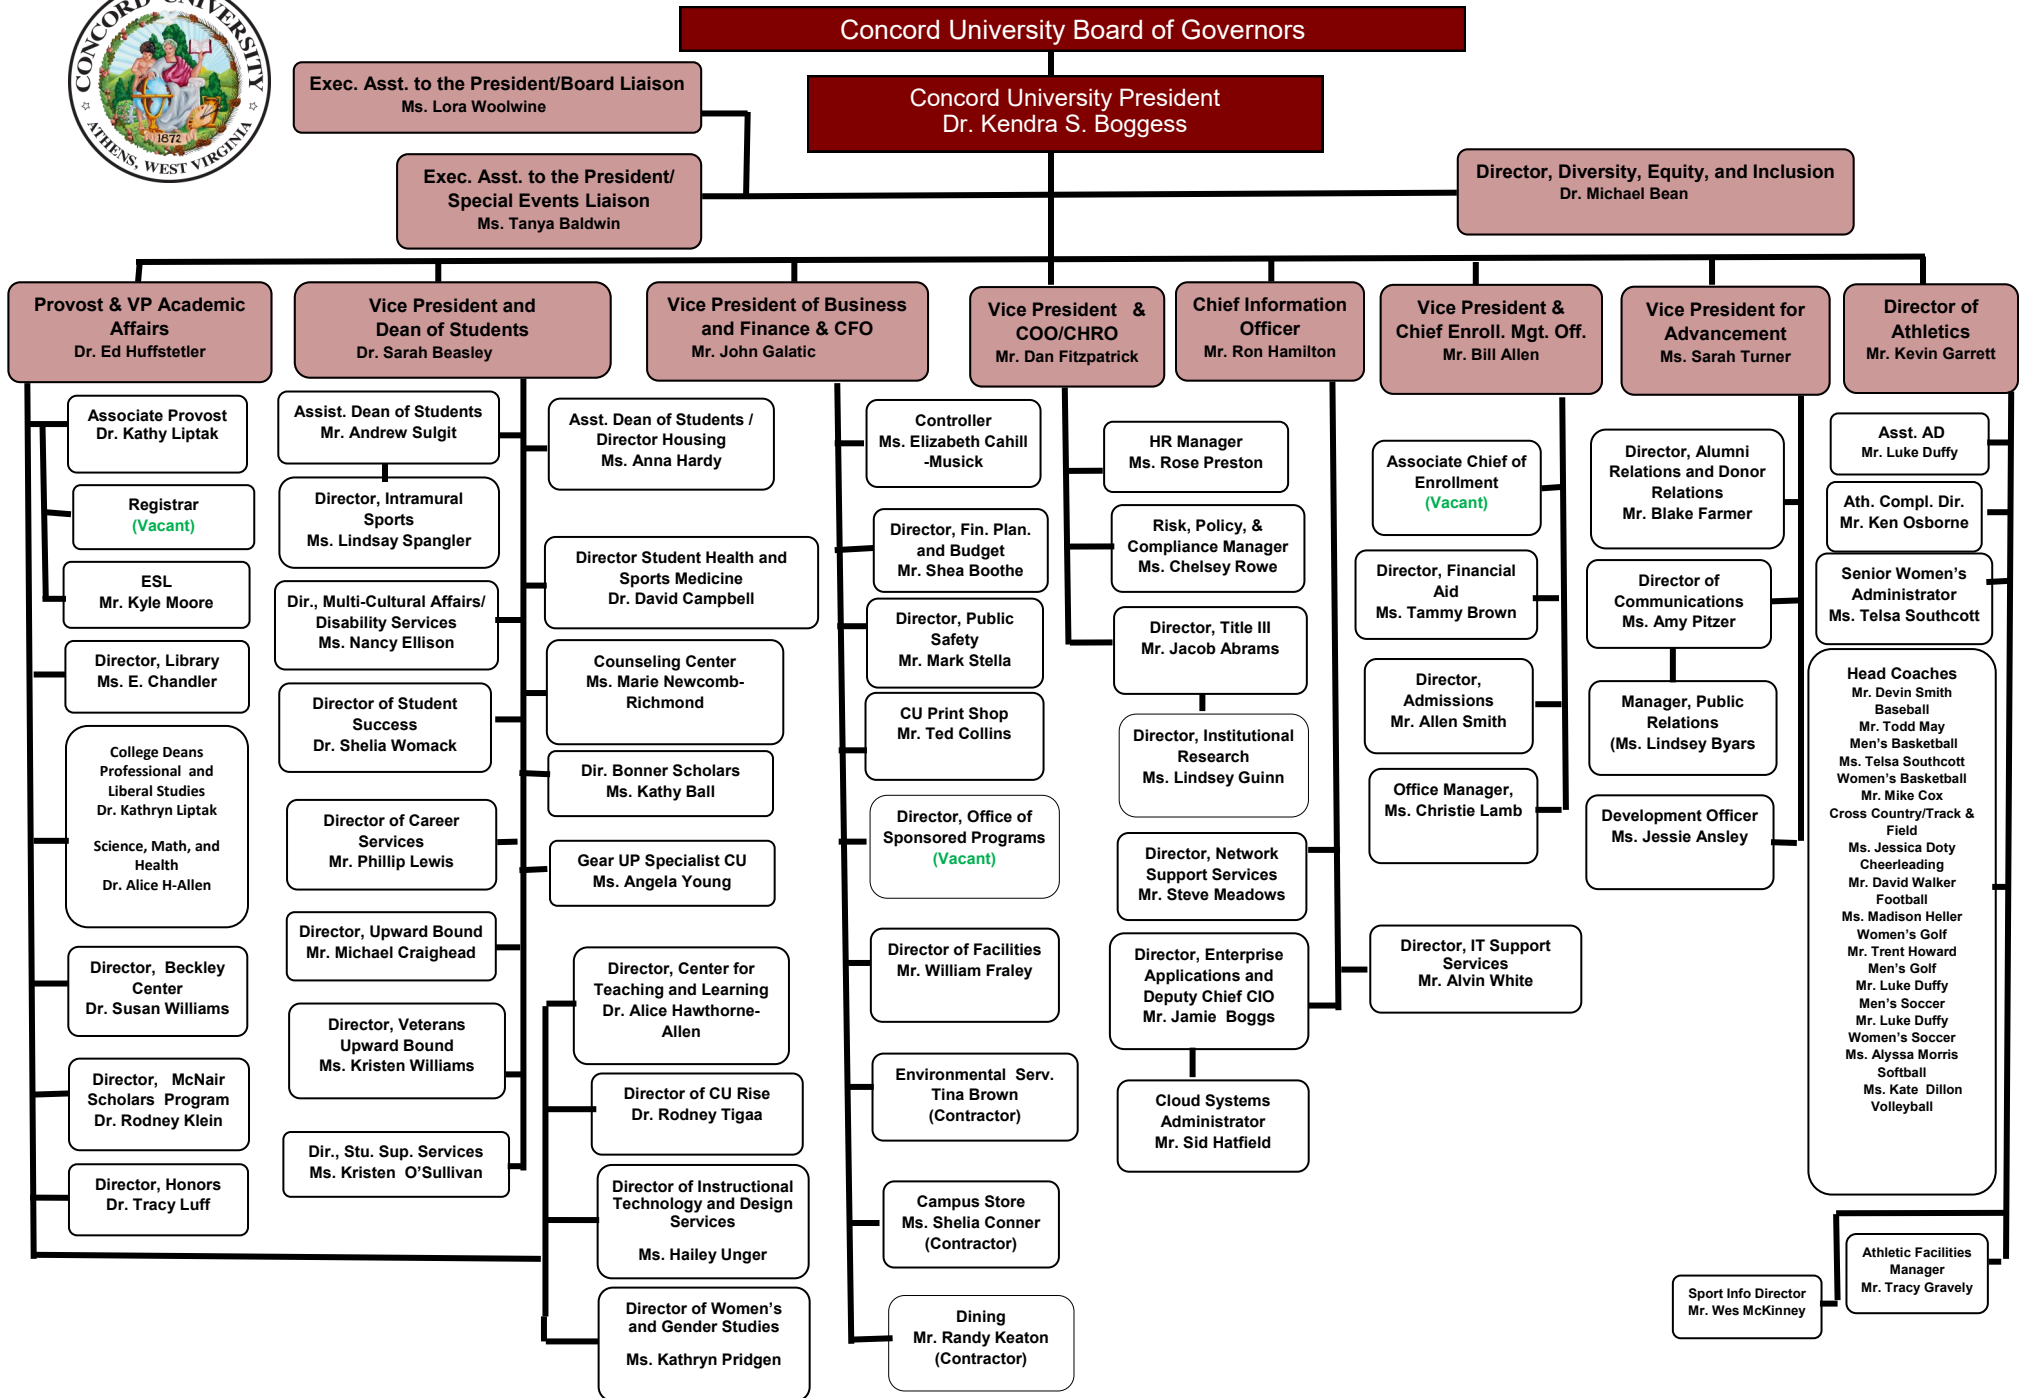 CONCORD UNIVERSITY
1872
ATHENS, WEST VIRGINIA
Concord University Board of Governors
Exec. Asst. to the President/Board Liaison
Ms. Lora Woolwine
Concord University President
Dr. Kendra S. Boggess
Exec. Asst. to the President/
Special Events Liaison
Ms. Tanya Baldwin
Director, Diversity, Equity, and Inclusion
Dr. Michael Bean
Provost & VP Academic
Affairs
Dr. Ed Huffstetler
Vice President and
Dean of Students
Dr. Sarah Beasley
Vice President of Business
and Finance & CFO
Mr. John Galatic
Vice President &
COO/CHRO
Mr. Dan Fitzpatrick
Chief Information
Officer
Mr. Ron Hamilton
Vice President &
Chief Enroll. Mgt. Off.
Mr. Bill Allen
Vice President for
Advancement
Ms. Sarah Turner
Director of
Athletics
Mr. Kevin Garrett
Associate Provost
Dr. Kathy Liptak
Registrar
(Vacant)
ESL
Mr. Kyle Moore
Director, Library
Ms. E. Chandler
College Deans
Professional and
Liberal Studies
Dr. Kathryn Liptak
Science, Math, and
Health
Dr. Alice H-Allen
Director, Beckley
Center
Dr. Susan Williams
Director, McNair
Scholars Program
Dr. Rodney Klein
Director, Honors
Dr. Tracy Luff
Assist. Dean of Students
Mr. Andrew Sulgit
Director, Intramural
Sports
Ms. Lindsay Spangler
Dir., Multi-Cultural Affairs/
Disability Services
Ms. Nancy Ellison
Director of Student
Success
Dr. Shelia Womack
Director of Career
Services
Mr. Phillip Lewis
Director, Upward Bound
Mr. Michael Craighead
Director, Veterans
Upward Bound
Ms. Kristen Williams
Dir., Stu. Sup. Services
Ms. Kristen O'Sullivan
Asst. Dean of Students /
Director Housing
Ms. Anna Hardy
Director Student Health and
Sports Medicine
Dr. David Campbell
Counseling Center
Ms. Marie Newcomb-
Richmond
Dir. Bonner Scholars
Ms. Kathy Ball
Gear UP Specialist CU
Ms. Angela Young
Director, Center for
Teaching and Learning
Dr. Alice Hawthorne-
Allen
Director of CU Rise
Dr. Rodney Tigaa
Director of Instructional
Technology and Design
Services
Ms. Hailey Unger
Director of Women's
and Gender Studies
Ms. Kathryn Pridgen
Controller
Ms. Elizabeth Cahill
-Musick
Director, Fin. Plan.
and Budget
Mr. Shea Boothe
Director, Public
Safety
Mr. Mark Stella
CU Print Shop
Mr. Ted Collins
Director, Office of
Sponsored Programs
(Vacant)
Director of Facilities
Mr. William Fraley
Environmental Serv.
Tina Brown
(Contractor)
Campus Store
Ms. Shelia Conner
(Contractor)
Dining
Mr. Randy Keaton
(Contractor)
HR Manager
Ms. Rose Preston
Risk, Policy, &
Compliance Manager
Ms. Chelsey Rowe
Director, Title III
Mr. Jacob Abrams
Director, Institutional
Research
Ms. Lindsey Guinn
Director, Network
Support Services
Mr. Steve Meadows
Director, Enterprise
Applications and
Deputy Chief CIO
Mr. Jamie Boggs
Cloud Systems
Administrator
Mr. Sid Hatfield
Director, IT Support
Services
Mr. Alvin White
Associate Chief of
Enrollment
(Vacant)
Director, Financial
Aid
Ms. Tammy Brown
Director,
Admissions
Mr. Allen Smith
Office Manager,
Ms. Christie Lamb
Director, Alumni
Relations and Donor
Relations
Mr. Blake Farmer
Director of
Communications
Ms. Amy Pitzer
Manager, Public
Relations
(Ms. Lindsey Byars
Development Officer
Ms. Jessie Ansley
Asst. AD
Mr. Luke Duffy
Ath. Compl. Dir.
Mr. Ken Osborne
Senior Women's
Administrator
Ms. Telsa Southcott
Head Coaches
Mr. Devin Smith
Baseball
Mr. Todd May
Men's Basketball
Ms. Telsa Southcott
Women's Basketball
Mr. Mike Cox
Cross Country/Track &
Field
Ms. Jessica Doty
Cheerleading
Mr. David Walker
Football
Ms. Madison Heller
Women's Golf
Mr. Trent Howard
Men's Golf
Mr. Luke Duffy
Men's Soccer
Mr. Luke Duffy
Women's Soccer
Ms. Alyssa Morris
Softball
Ms. Kate Dillon
Volleyball
Athletic Facilities
Manager
Mr. Tracy Gravely
Sport Info Director
Mr. Wes McKinney